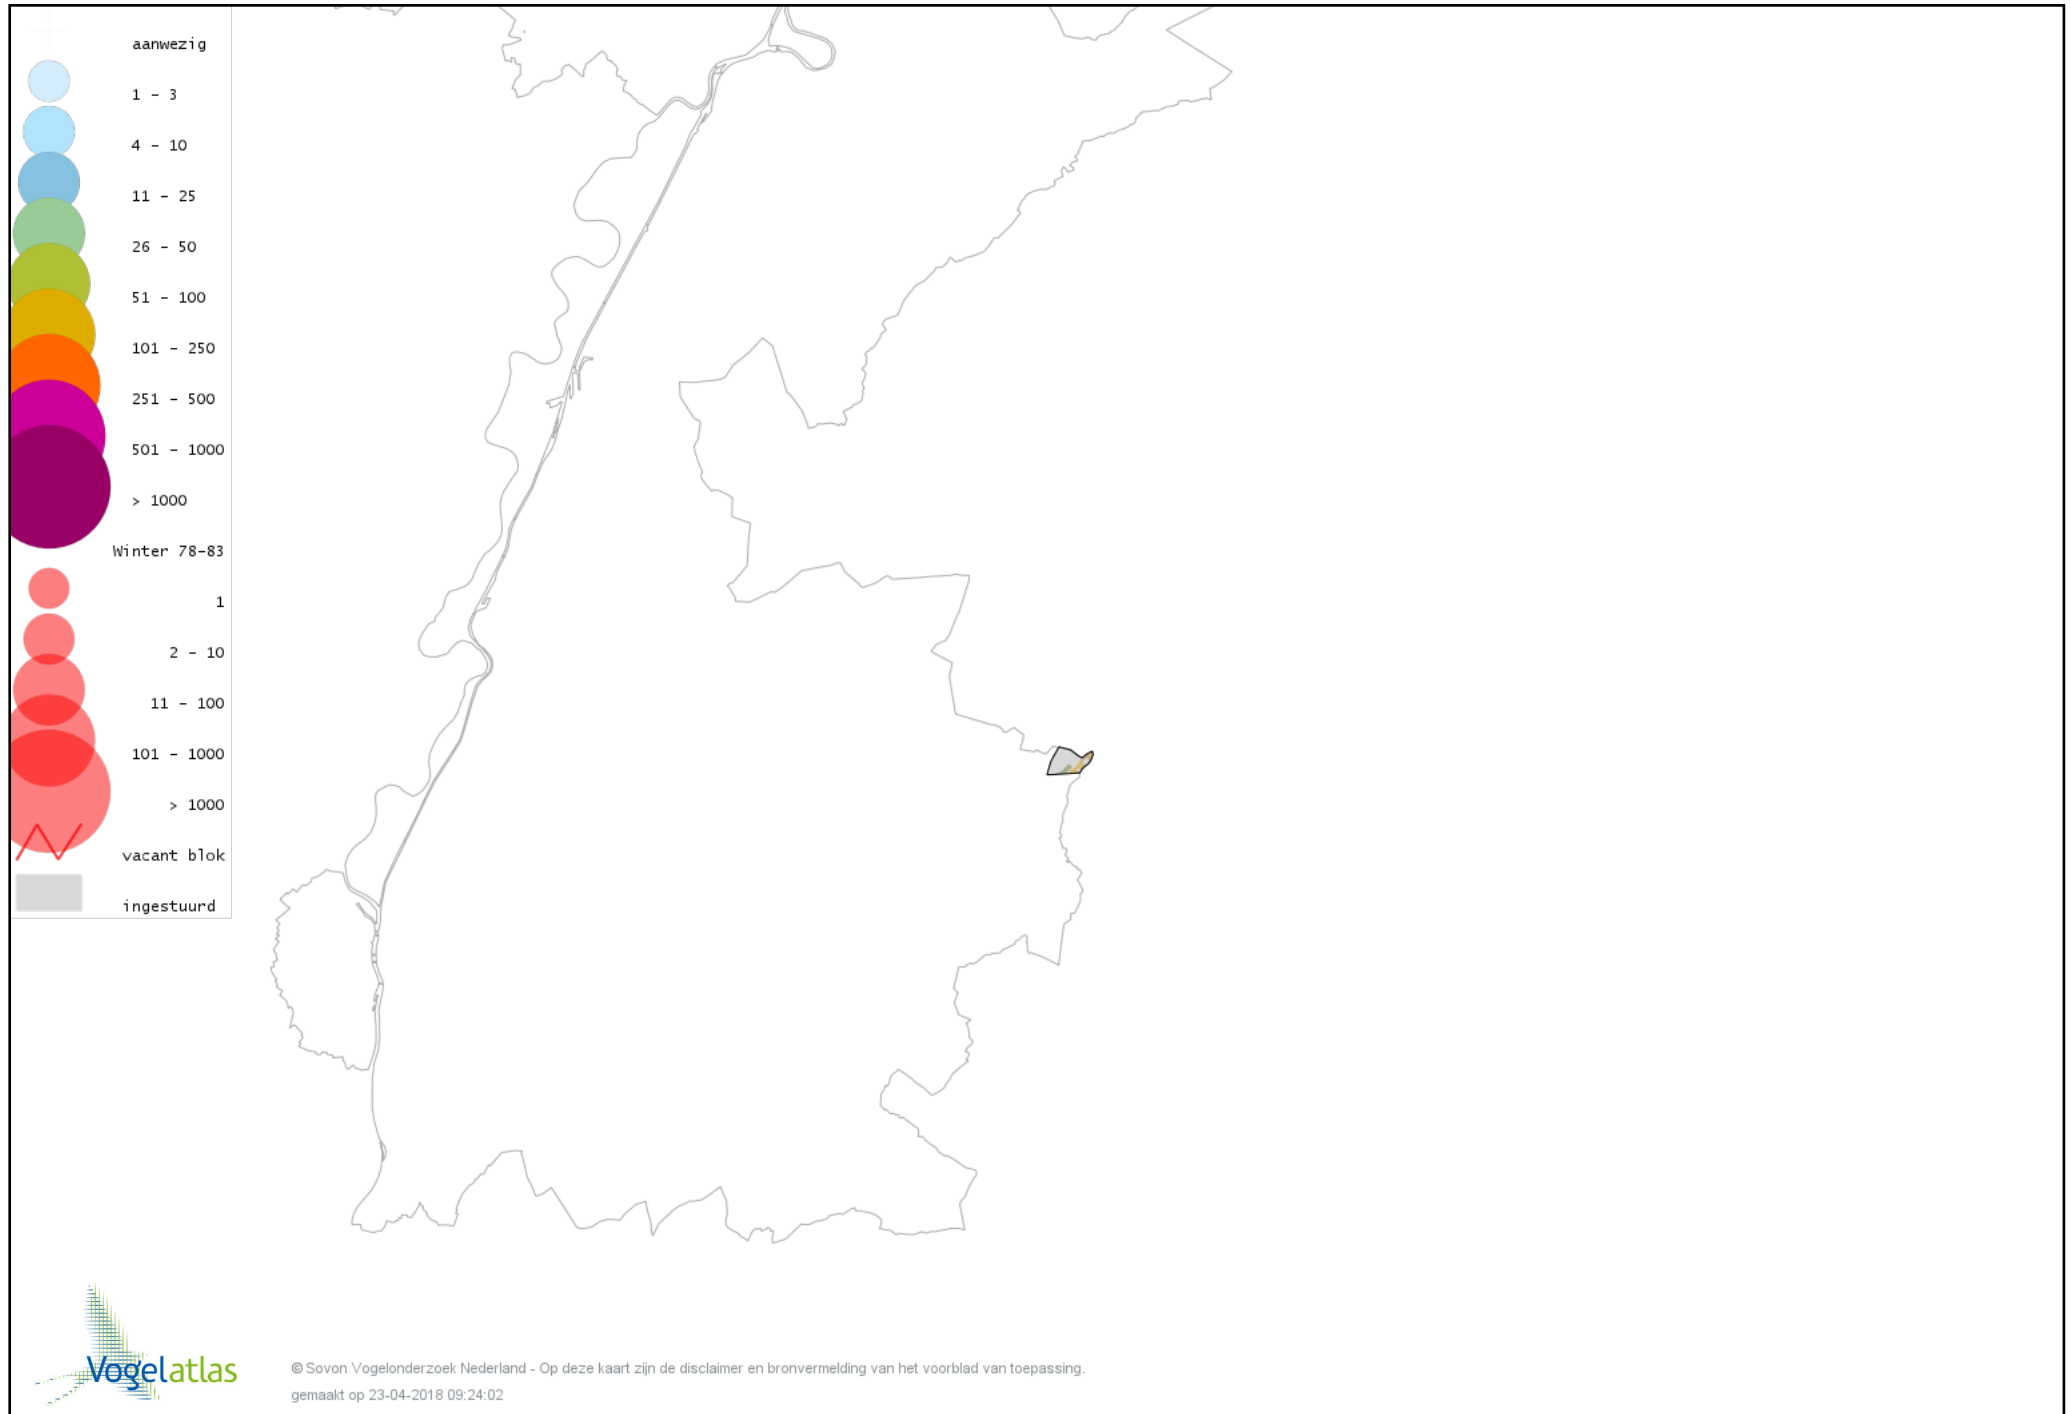 aanwezig
1 - 3
4 - 10
11 - 25
26 - 50
51 - 100
101 - 250
251 - 500
501 - 1000
> 1000
Winter 78-83
1
2 - 10
11 - 100
101 - 1000
> 1000
vacant blok
ingestuurd
Vogelatlas
© Sovon Vogelonderzoek Nederland - Op deze kaart zijn de disclaimer en bronvermelding van het voorblad van toepassing.
gemaakt op 23-04-2018 09:24:02